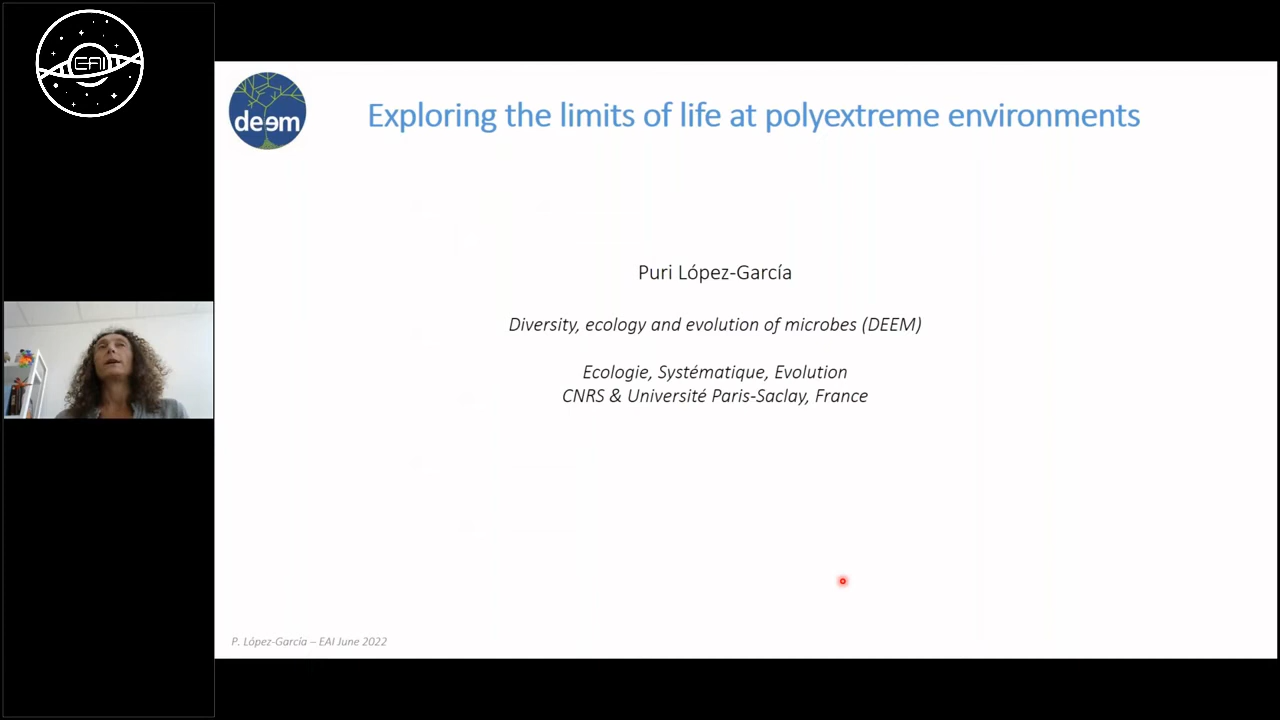 EAI
deem
Exploring the limits of life at polyextreme environments
Puri López-García
Diversity, ecology and evolution of microbes (DEEM)
Ecologie, Systématique, Evolution
CNRS & Université Paris-Saclay, France
P. López-García – EAI June 2022